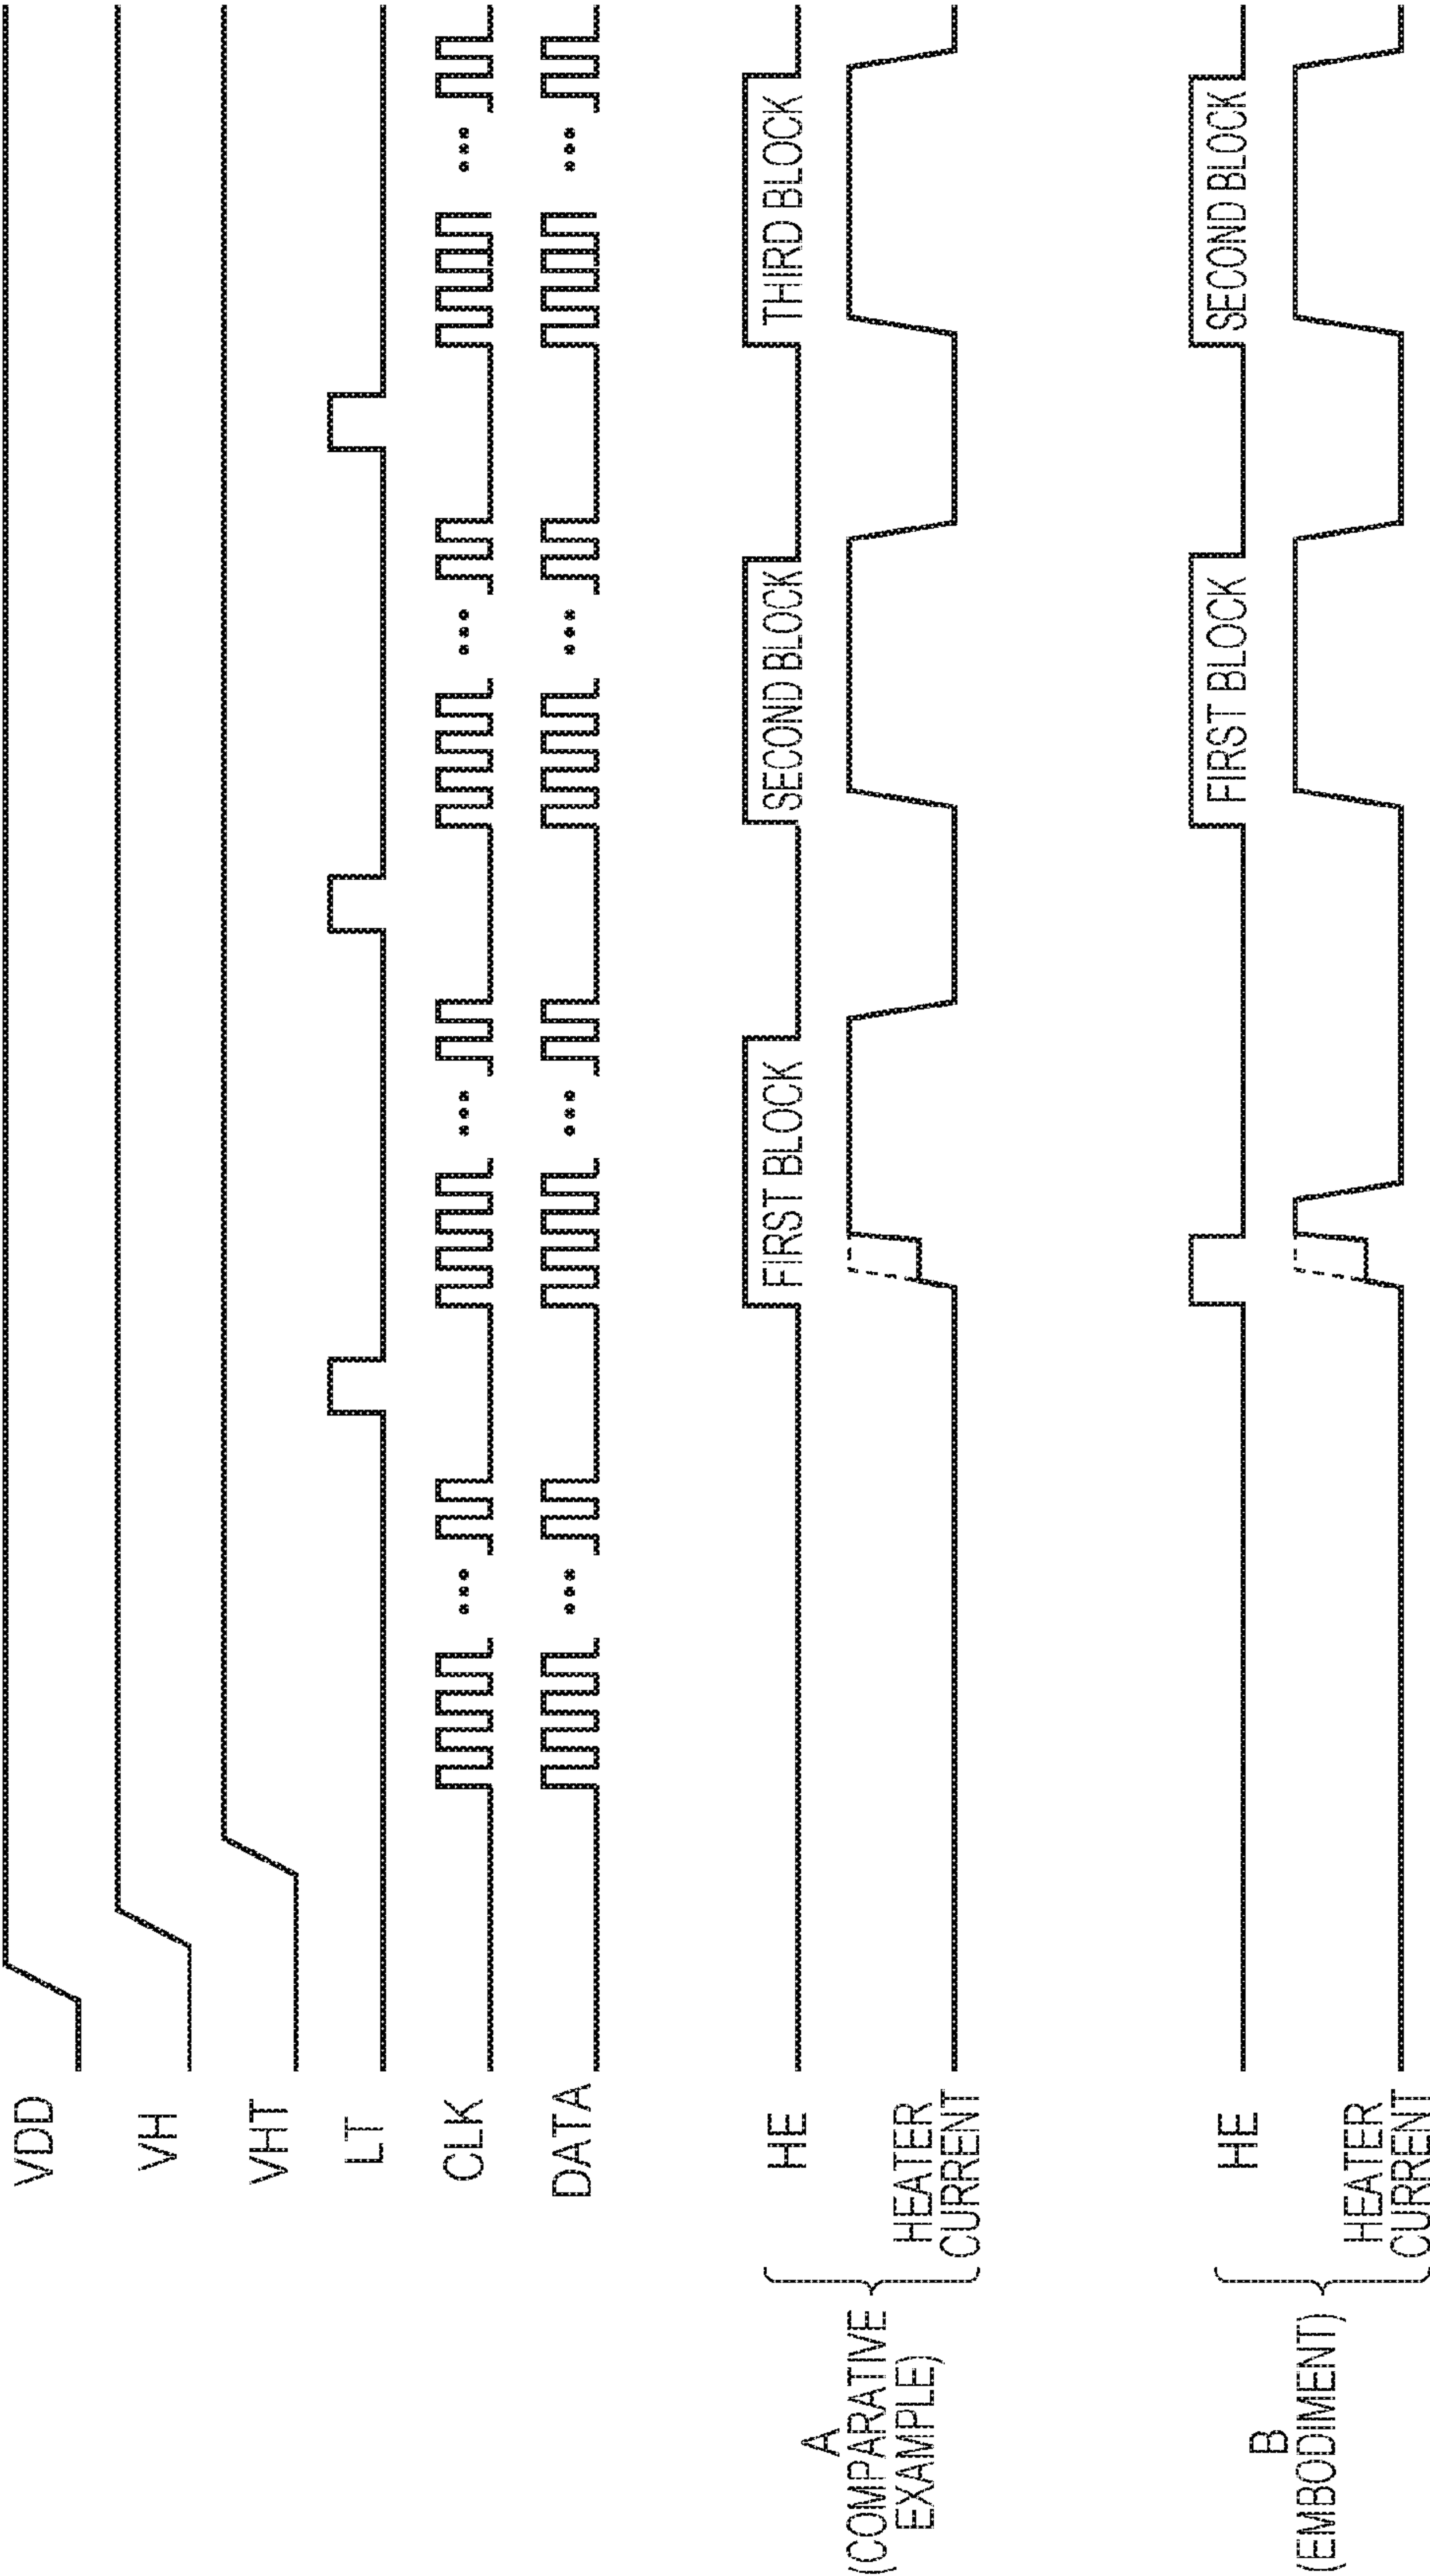 VDD
VH
VHT
LT
CLK
DATA
A
(COMPARATIVE
EXAMPLE)
HE
FIRST BLOCK
SECOND BLOCK
THIRD BLOCK
HEATER
CURRENT
B
(EMBODIMENT)
HE
FIRST BLOCK
SECOND BLOCK
HEATER
CURRENT